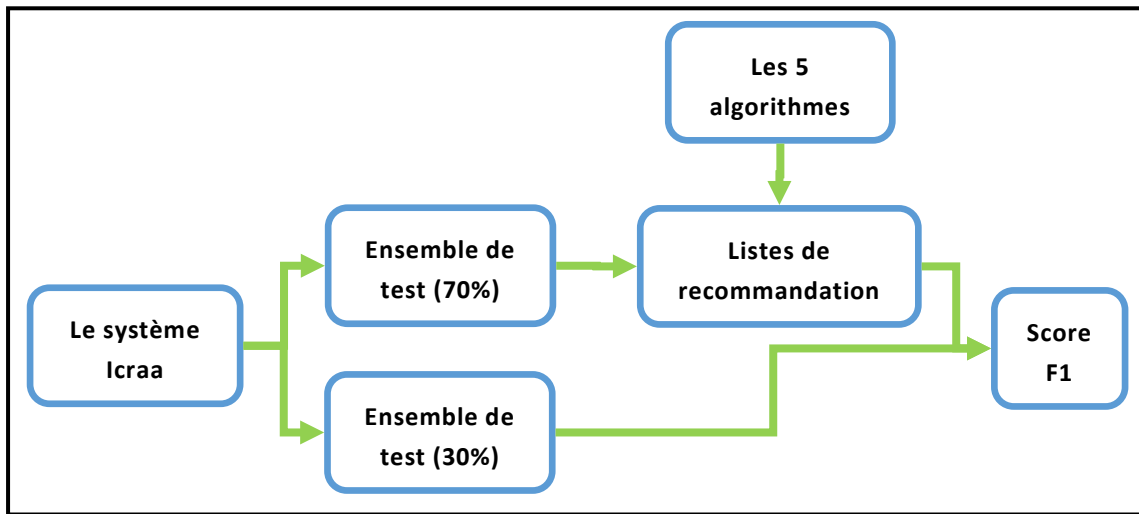 Les 5
algorithmes
Ensemble de
test (70%)
Listes de
recommandation
Le système
Icraa
Score
F1
Ensemble de
test (30%)